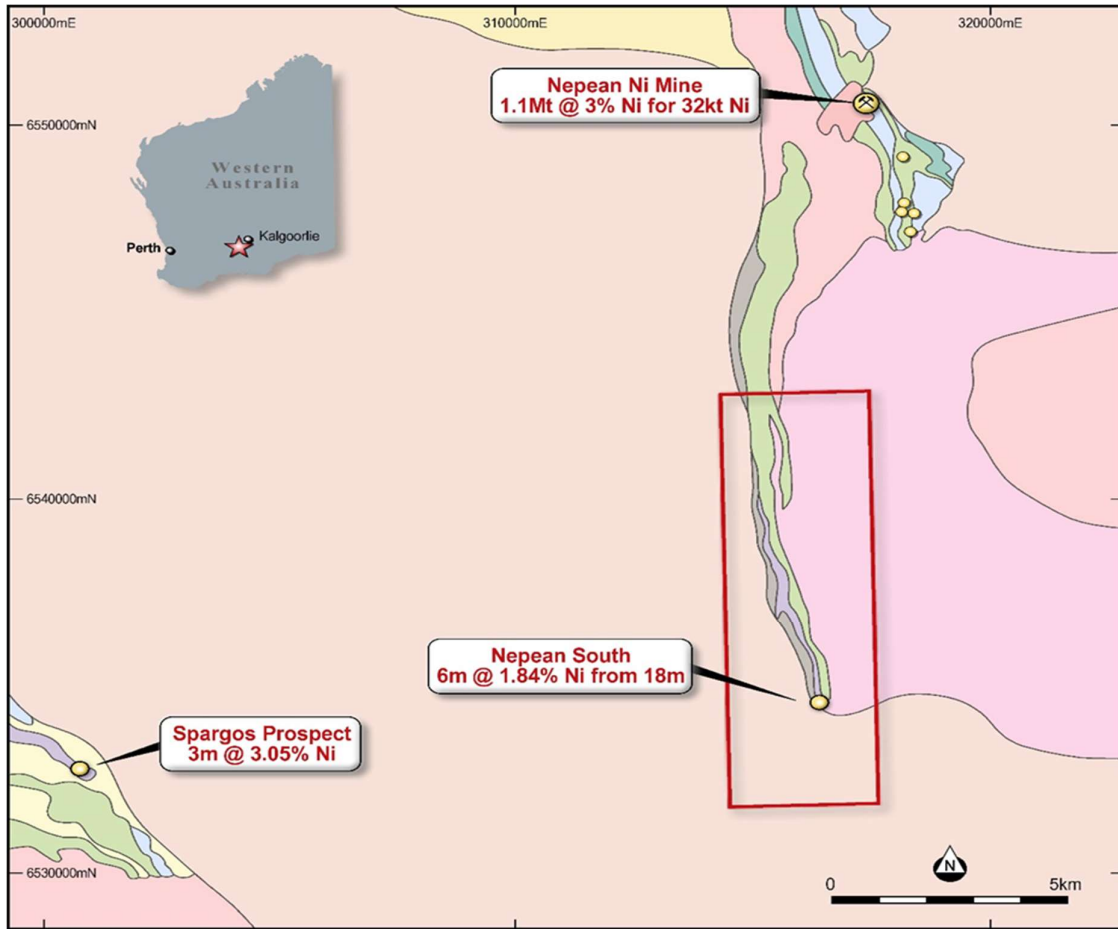 300000mE
310000mE
320000mE
Nepean Ni Mine
1.1Mt @ 3% Ni for 32kt Ni
6550000mN
Western
Australia
Perth
Kalgoorlie
6540000mN
Nepean South
6m @ 1.84% Ni from 18m
Spargos Prospect
3m @ 3.05% Ni
6530000mN
N
0
5km